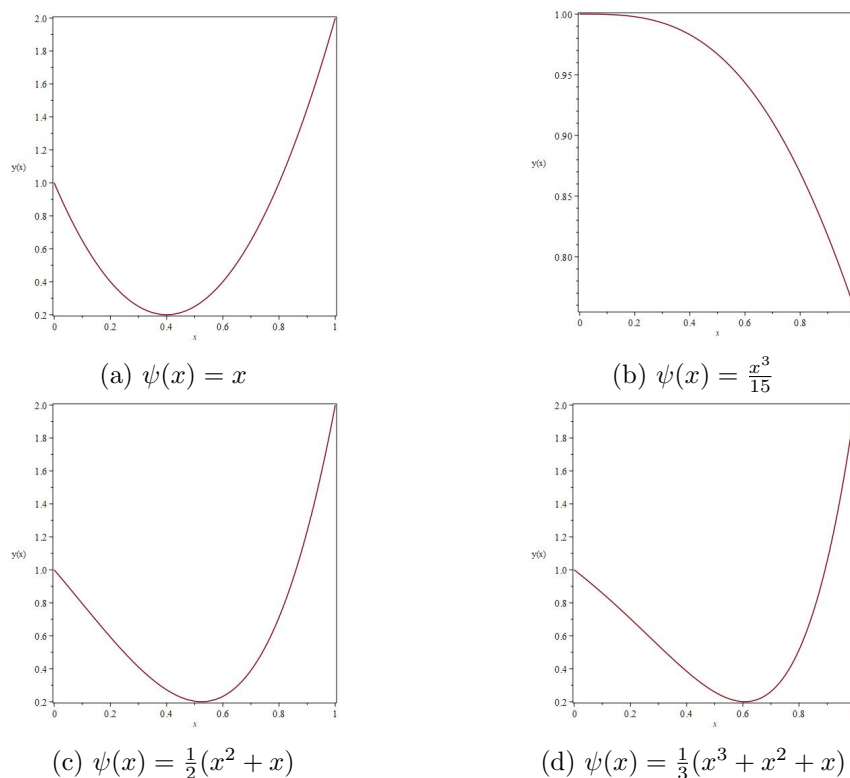 2.0
1.8
1.6
1.4
1.2
y(x)
1.0
0.8
0.6
0.4
0.2
0 0.2 0.4 0.6 0.8 1
x
(a) ψ(x) = x
1.00
0.95
0.90
y(x)
0.85
0.80
0 0.2 0.4 0.6 0.8
x
(b) ψ(x) = x³/15
2.0
1.8
1.6
1.4
1.2
y(x)
1.0
0.8
0.6
0.4
0.2
0 0.2 0.4 0.6 0.8 1
x
(c) ψ(x) = ½(x² + x)
2.0
1.8
1.6
1.4
1.2
y(x)
1.0
0.8
0.6
0.4
0.2
0 0.2 0.4 0.6 0.8
x
(d) ψ(x) = ⅓(x³ + x² + x)